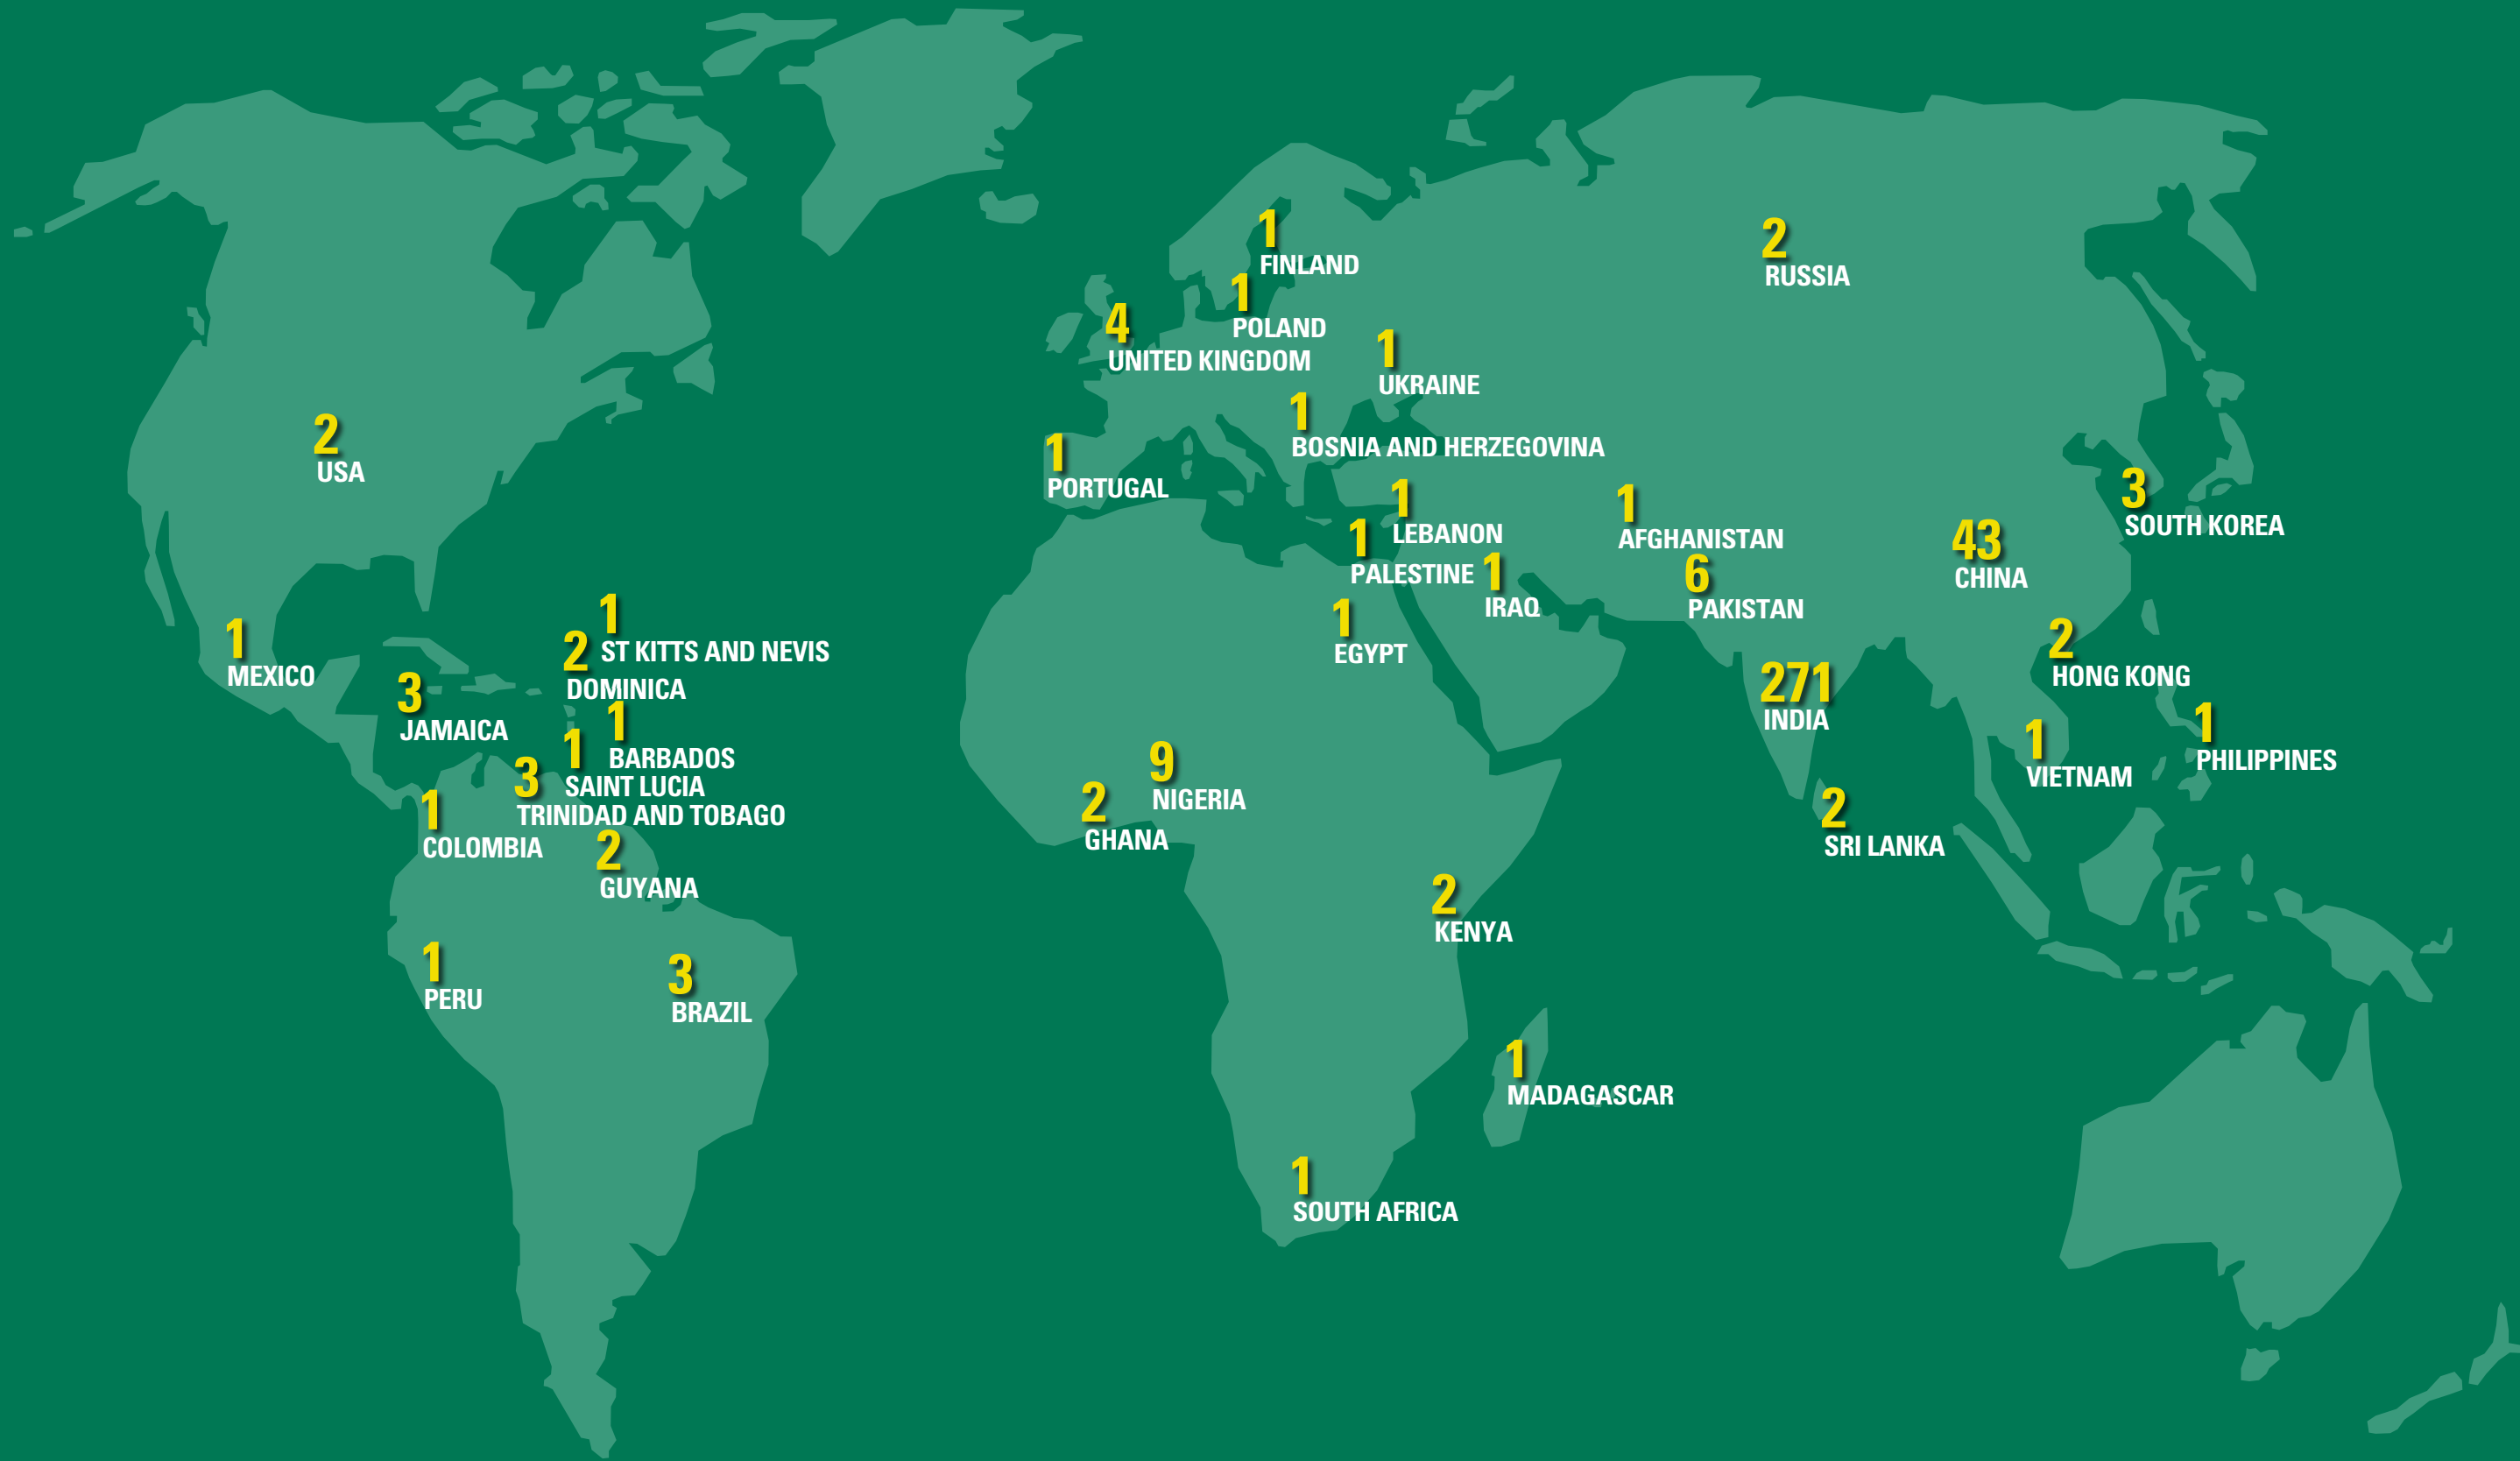 1
FINLAND
2
RUSSIA
1
POLAND
4
UNITED KINGDOM
1
UKRAINE
1
BOSNIA AND HERZEGOVINA
2
USA
1
PORTUGAL
3
SOUTH KOREA
1
LEBANON
1
AFGHANISTAN
43
CHINA
1
PALESTINE
1
IRAQ
6
PAKISTAN
1
EGYPT
1
ST KITTS AND NEVIS
2
DOMINICA
1
MEXICO
2
HONG KONG
271
INDIA
3
JAMAICA
1
BARBADOS
1
SAINT LUCIA
1
PHILIPPINES
1
VIETNAM
9
NIGERIA
3
TRINIDAD AND TOBAGO
2
GHANA
2
SRI LANKA
1
COLOMBIA
2
GUYANA
2
KENYA
1
PERU
3
BRAZIL
1
MADAGASCAR
1
SOUTH AFRICA